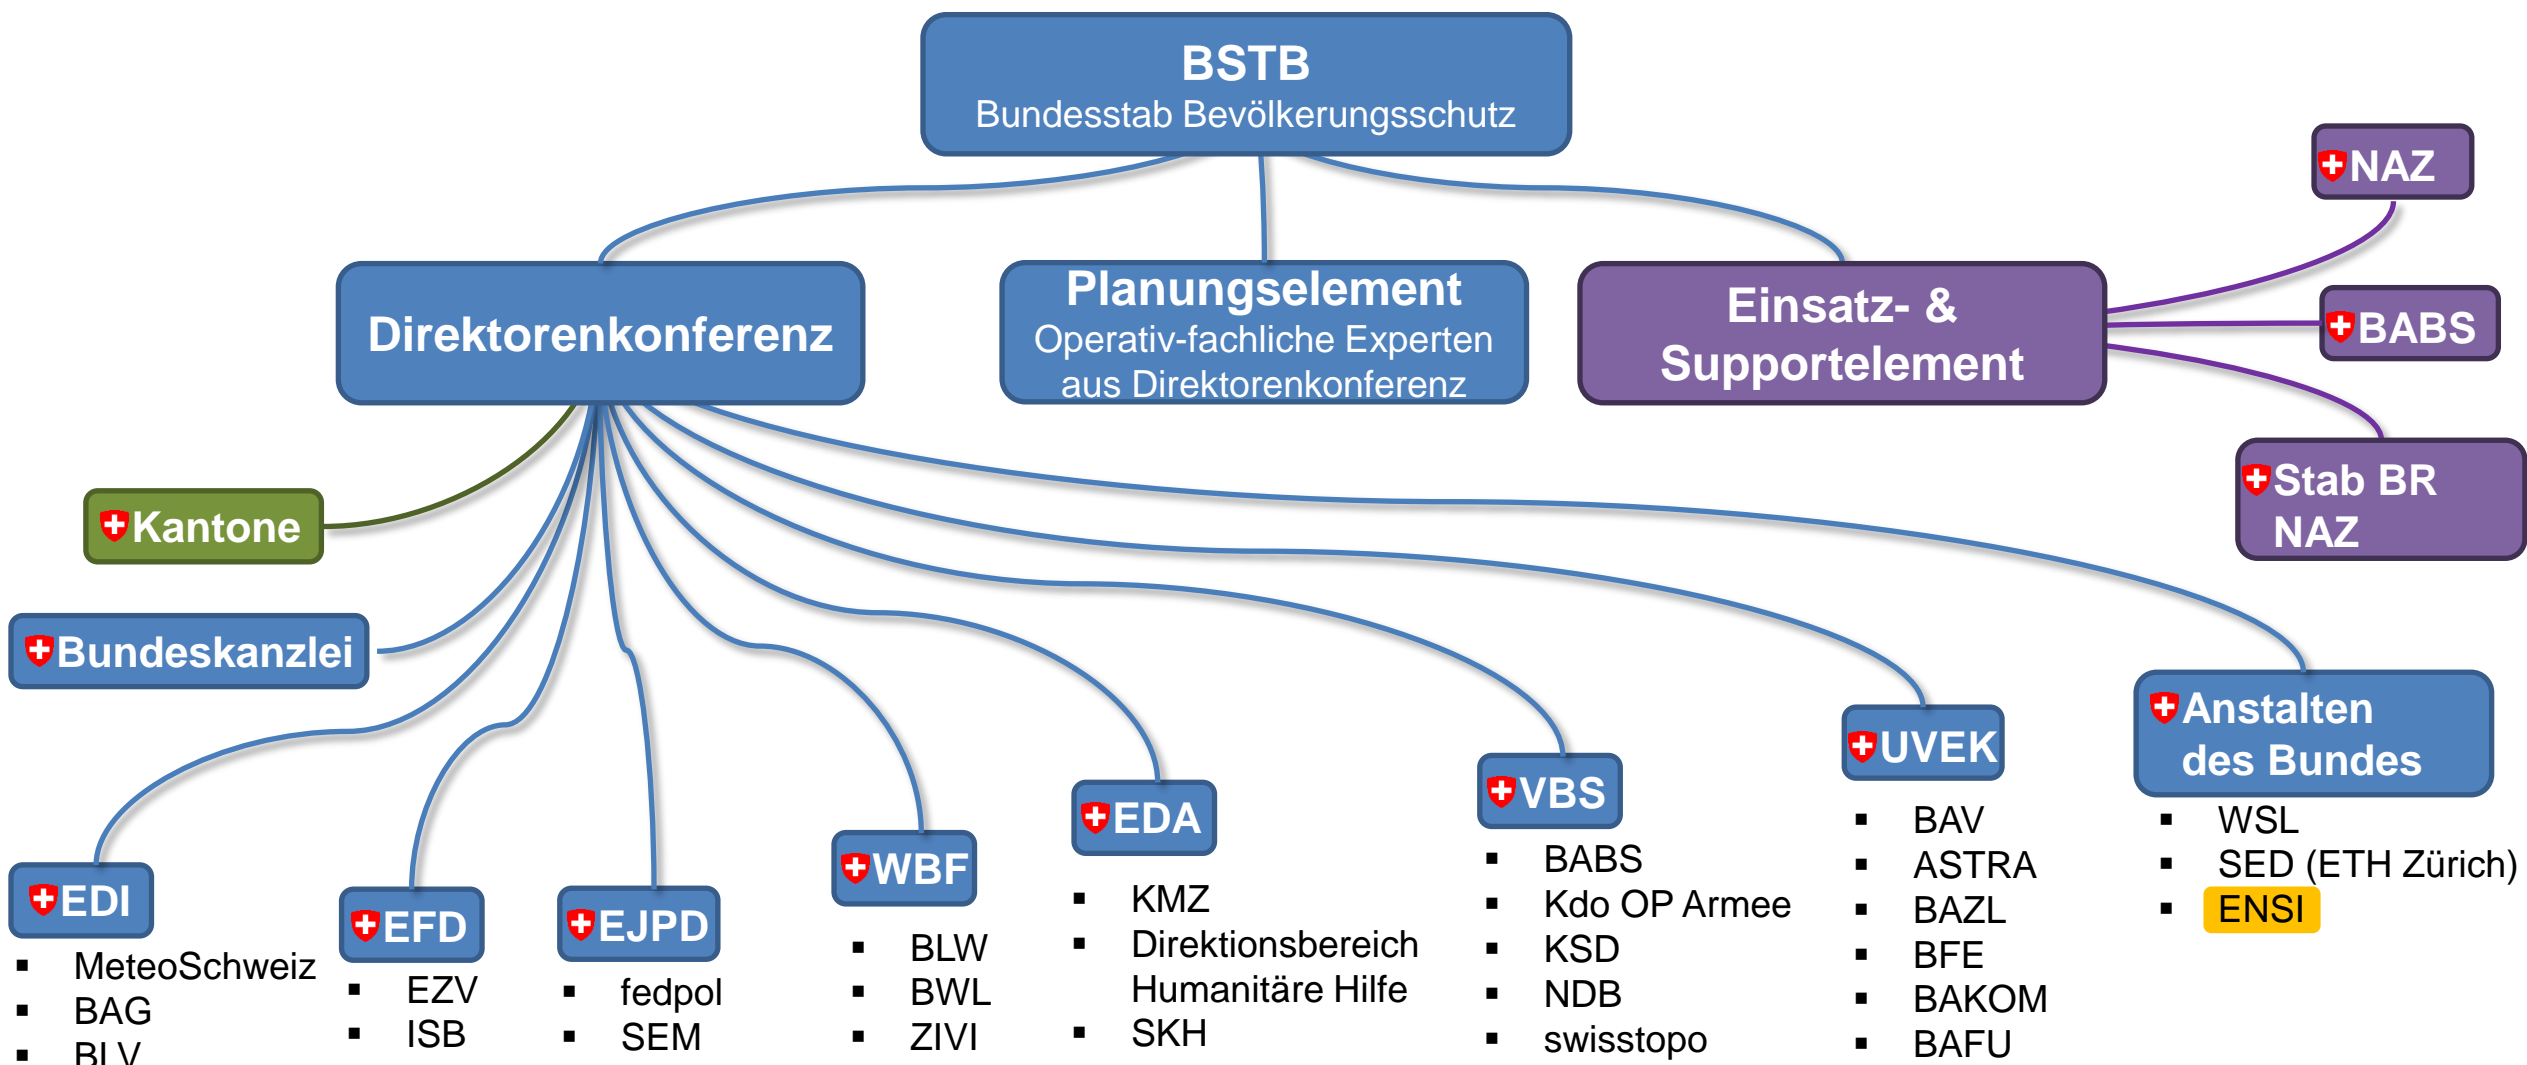 BSTB
Bundesstab Bevölkerungsschutz
NAZ
Direktorenkonferenz
Planungselement
Operativ-fachliche Experten
aus Direktorenkonferenz
Einsatz- &
Supportelement
BABS
Stab BR
NAZ
Kantone
Bundeskanzlei
EDI
MeteoSchweiz
BAG
BLV
EFD
EZV
ISB
EJPD
fedpol
SEM
WBF
BLW
BWL
ZIVI
EDA
KMZ
Direktionsbereich
Humanitäre Hilfe
SKH
VBS
BABS
Kdo OP Armee
KSD
NDB
swisstopo
UVEK
BAV
ASTRA
BAZL
BFE
BAKOM
BAFU
Anstalten
des Bundes
WSL
SED (ETH Zürich)
ENSI